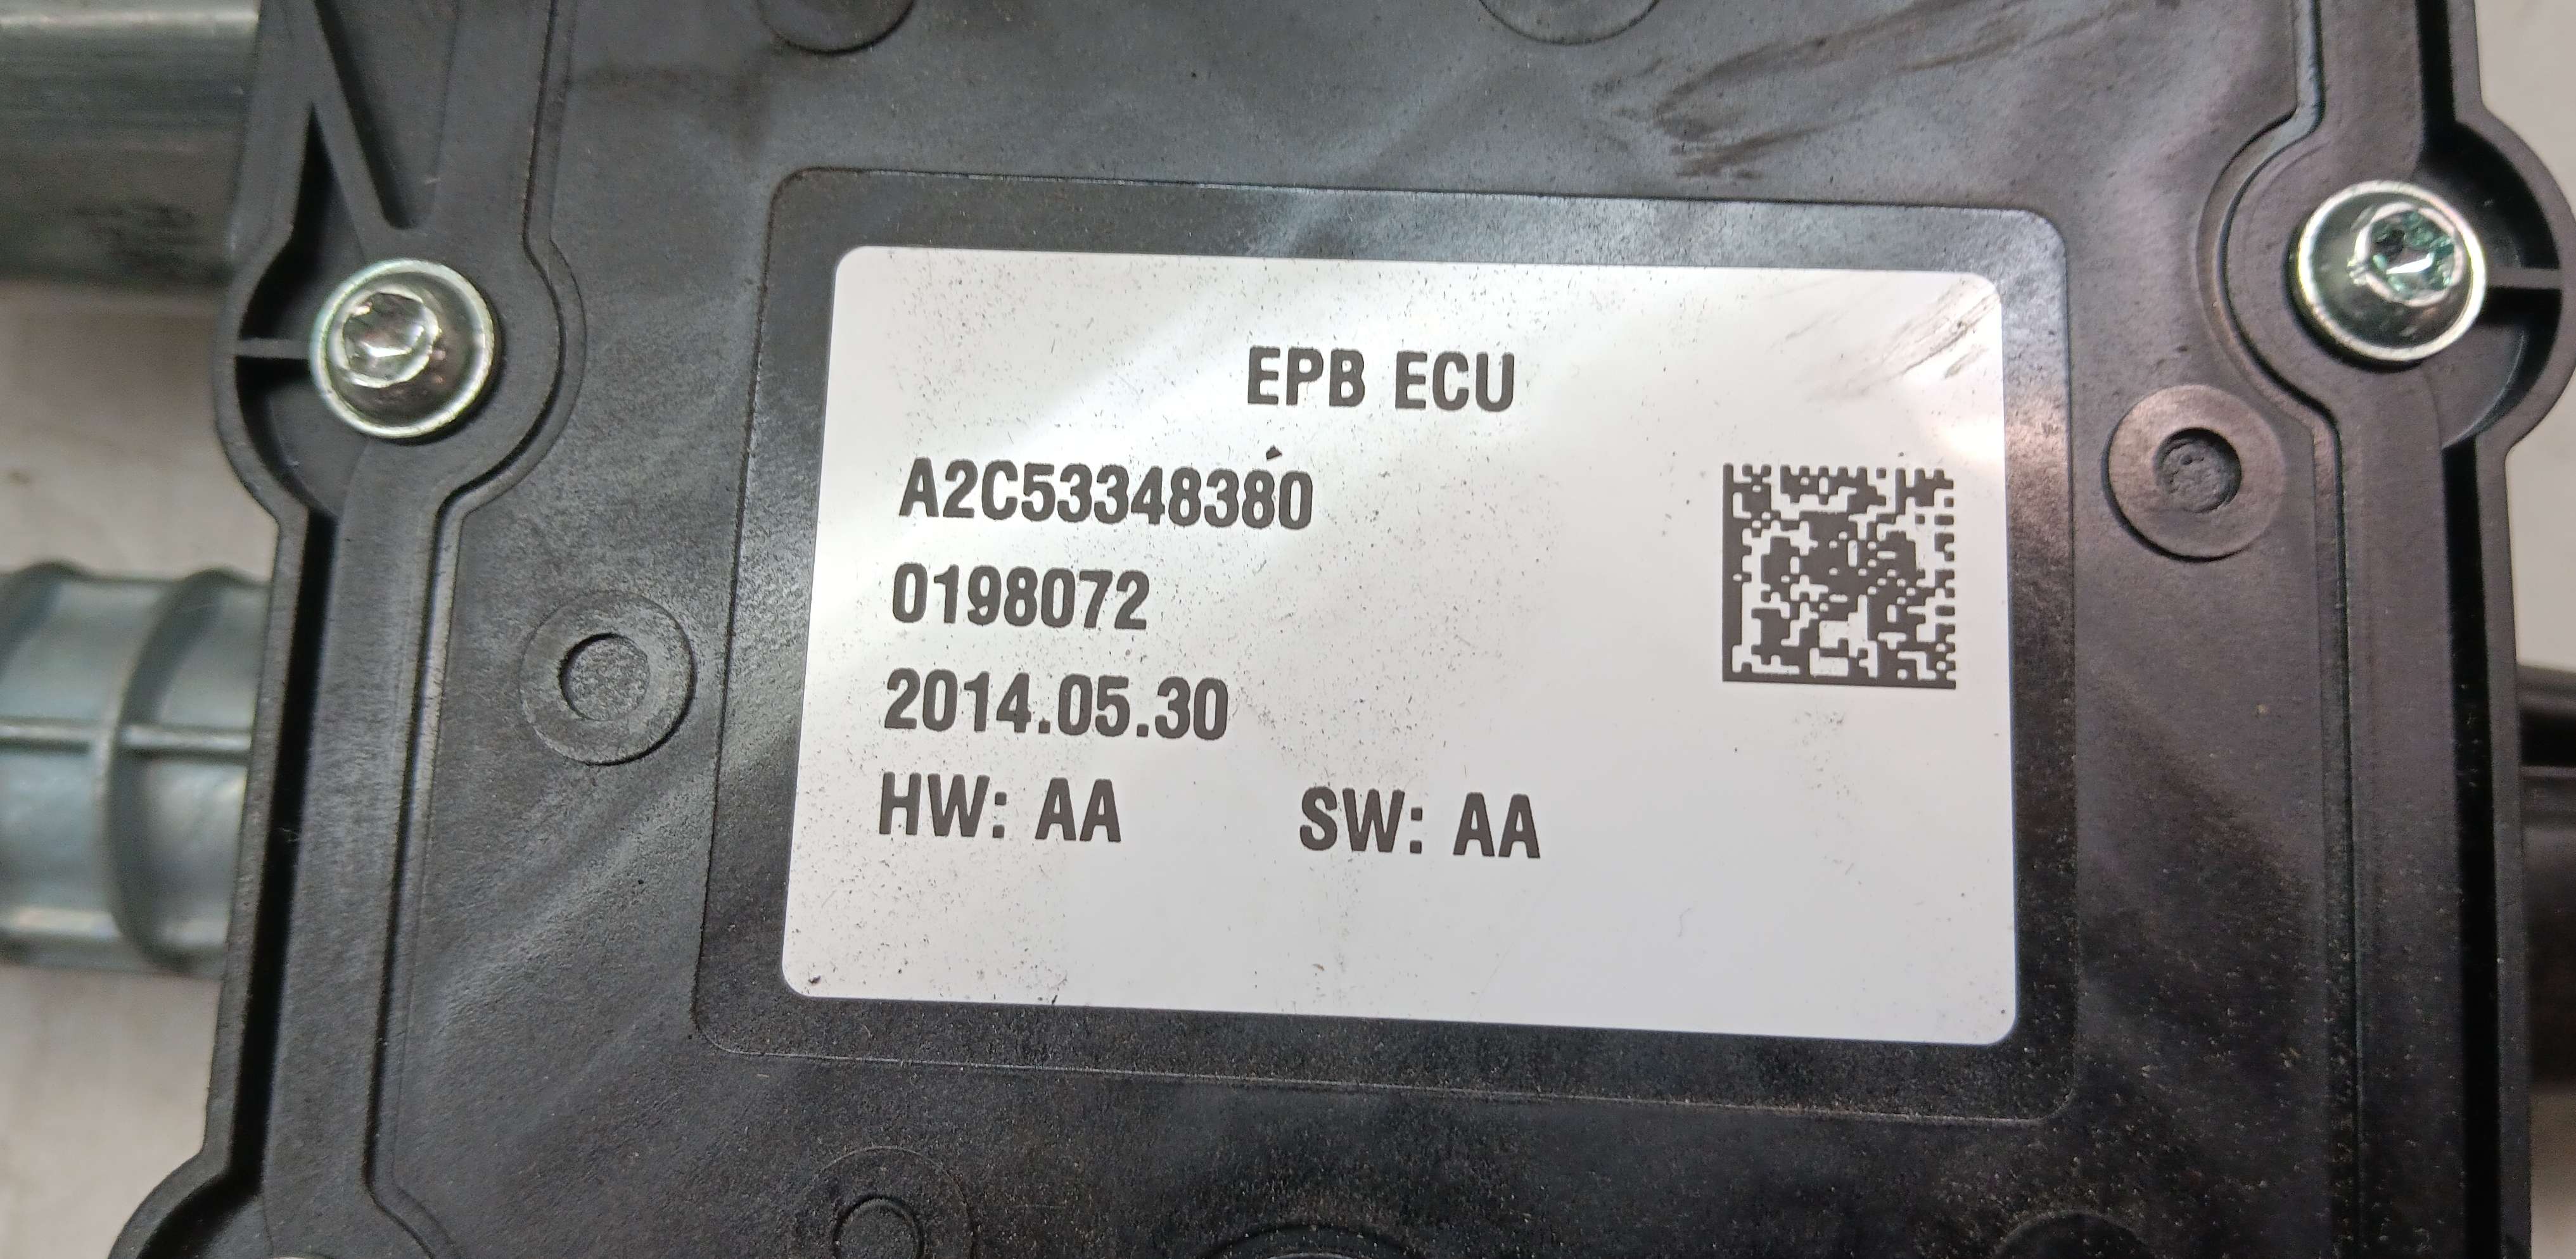 EPB ECU
A2C53348380
0198072
2014.05.30
HW: AA SW: AA